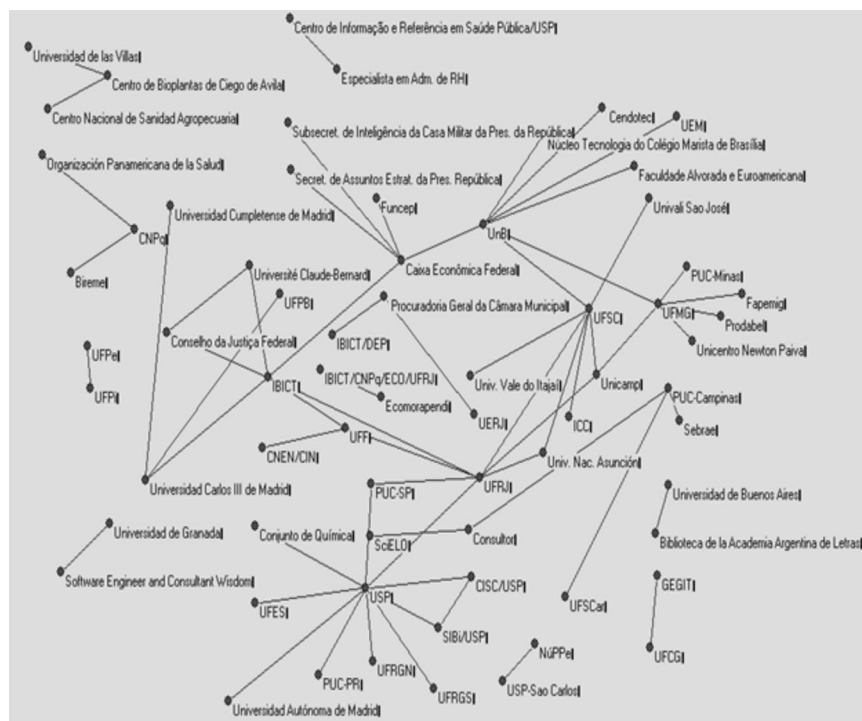 Centro de Informação e Referência em Saúde Pública/USP
Universidad de las Villas
Centro de Bioplantas de Ciego de Avila
Especialista em Adm. de RH
Centro Nacional de Sanidad Agropecuaria
Cendotec
UEM
Subsecret. de Inteligência da Casa Militar da Pres. da República
Núcleo Tecnologia do Colégio Marista de Brasília
Organización Panamericana de la Salud
Secret. de Assuntos Estrat. da Pres. República
Faculdade Alvorada e Euroamericana
Funcep
Universidad Cumpletense de Madrid
Univali Sao José
CNPq
UnB
Bireme
Université Claude-Bernard
Caixa Econômica Federal
PUC-Minas
UFPB
Procuradoria Geral da Câmara Municipal
UFSC
UFMG
Fapemig
Prodabel
Conselho da Justiça Federal
IBICT/DEP
Unicentro Newton Paiva
UFPe
IBICT/CNPq/ECO/UFRJ
Univ. Vale do Itajaí
Unicamp
UFPi
IBICT
Ecomorapendi
PUC-Campinas
UERJ
ICC
Sebrae
UFF
CNEN/CIN
Univ. Nac. Asunción
Universidad Carlos III de Madrid
PUC-SP
UFRJ
Universidad de Buenos Aires
Universidad de Granada
Conjunto de Química
SciELO
Consultor
Biblioteca de la Academia Argentina de Letras
Software Engineer and Consultant Wisdom
CISC/USP
GEGIT
USP
UFES
UFSCar
SIBi/USP
NúPPe
UFCG
UFRGN
PUC-PR
USP-Sao Carlos
UFRGS
Universidad Autónoma de Madrid